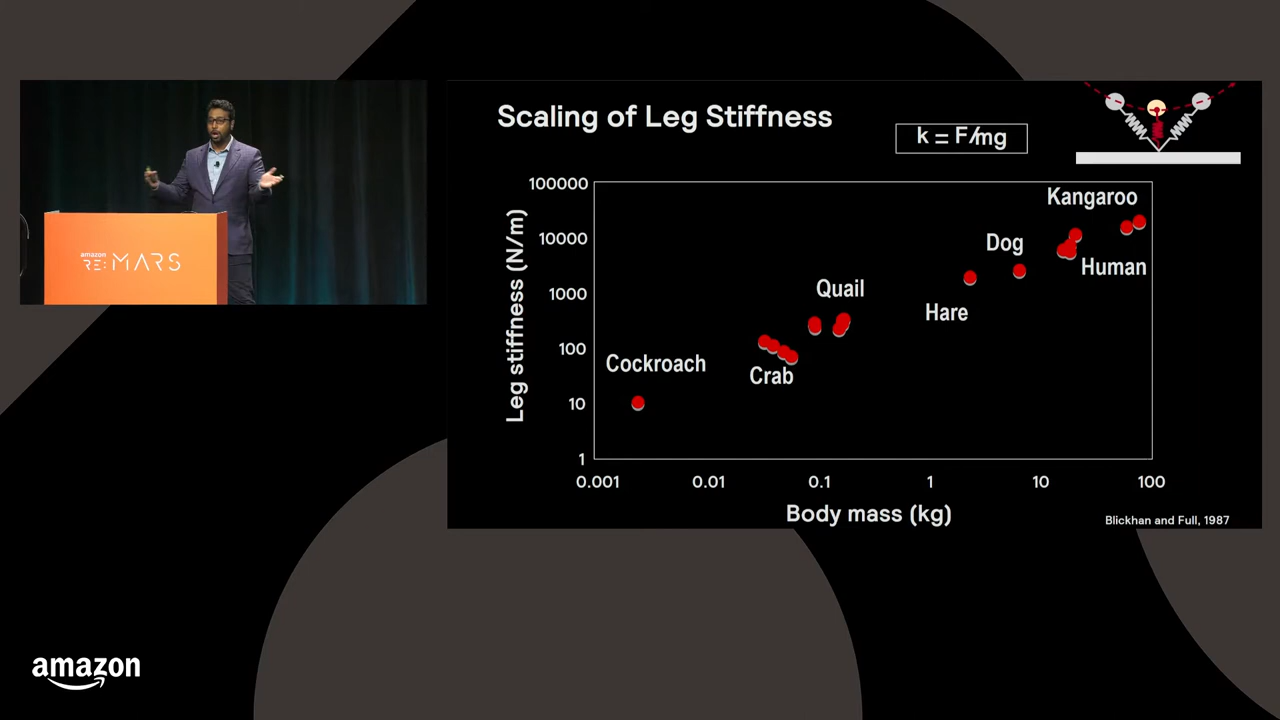 amazon
RE:MARS
Scaling of Leg Stiffness
k = F/mg
Leg stiffness (N/m)
100000
10000
1000
100
10
1
Kangaroo
Dog
Human
Quail
Hare
Cockroach
Crab
0.001
0.01
0.1
1
10
100
Body mass (kg)
Blickhan and Full, 1987
amazon